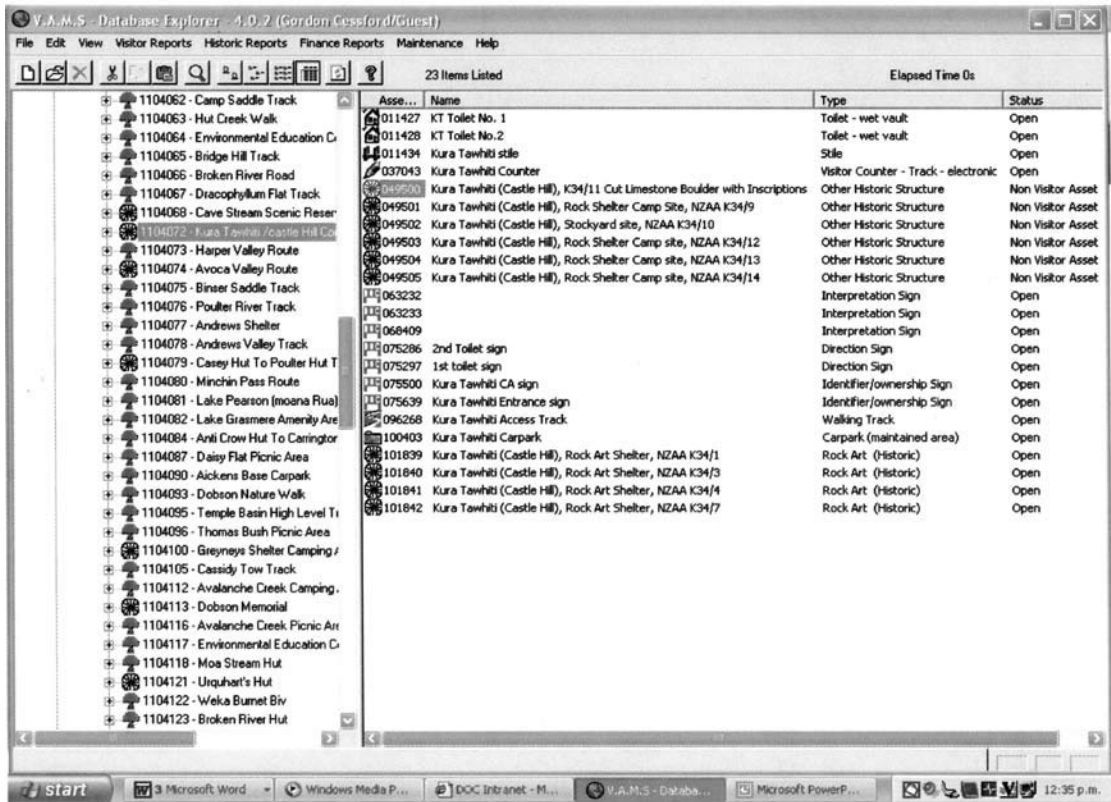 V.A.M.S - Database Explorer - 4.0.2 (Gordon Cessford/Guest)
File Edit View Visitor Reports Historic Reports Finance Reports Maintenance Help
23 Items Listed Elapsed Time 0s
1104062 - Camp Saddle Track
1104063 - Hut Creek Walk
1104064 - Environmental Education C
1104065 - Bridge Hill Track
1104066 - Broken River Road
1104067 - Dracophyllum Flat Track
1104068 - Cave Stream Scenic Reser
1104072 - Kura Tawhiti /castle Hill Co
1104073 - Harper Valley Route
1104074 - Avoca Valley Route
1104075 - Binser Saddle Track
1104076 - Poulter River Track
1104077 - Andrews Shelter
1104078 - Andrews Valley Track
1104079 - Casey Hut To Poulter Hut T
1104080 - Minchin Pass Route
1104081 - Lake Pearson (moana Rua)
1104082 - Lake Grasmere Amenity Are
1104084 - Anti Crow Hut To Carrington
1104087 - Daisy Flat Picnic Area
1104090 - Aickens Base Carpark
1104093 - Dobson Nature Walk
1104095 - Temple Basin High Level Tr
1104096 - Thomas Bush Picnic Area
1104100 - Greyneys Shelter Camping A
1104105 - Cassidy Tow Track
1104112 - Avalanche Creek Camping
1104113 - Dobson Memorial
1104116 - Avalanche Creek Picnic Are
1104117 - Environmental Education C
1104118 - Moa Stream Hut
1104121 - Urquhart's Hut
1104122 - Weka Burnet Biv
1104123 - Broken River Hut
Asse... Name Type Status
011427 KT Toilet No. 1 Toilet - wet vault Open
011428 KT Toilet No.2 Toilet - wet vault Open
011434 Kura Tawhiti stile Stile Open
037043 Kura Tawhiti Counter Visitor Counter - Track - electronic Open
049500 Kura Tawhiti (Castle Hill), K34/11 Cut Limestone Boulder with Inscriptions Other Historic Structure Non Visitor Asset
049501 Kura Tawhiti (Castle Hill), Rock Shelter Camp Site, NZAA K34/9 Other Historic Structure Non Visitor Asset
049502 Kura Tawhiti (Castle Hill), Stockyard site, NZAA K34/10 Other Historic Structure Non Visitor Asset
049503 Kura Tawhiti (Castle Hill), Rock Shelter Camp site, NZAA K34/12 Other Historic Structure Non Visitor Asset
049504 Kura Tawhiti (Castle Hill), Rock Shelter Camp site, NZAA K34/13 Other Historic Structure Non Visitor Asset
049505 Kura Tawhiti (Castle Hill), Rock Shelter Camp site, NZAA K34/14 Other Historic Structure Non Visitor Asset
063232 Interpretation Sign Open
063233 Interpretation Sign Open
068409 Interpretation Sign Open
075286 2nd Toilet sign Direction Sign Open
075297 1st toilet sign Direction Sign Open
075500 Kura Tawhiti CA sign Identifier/ownership Sign Open
075639 Kura Tawhiti Entrance sign Identifier/ownership Sign Open
096268 Kura Tawhiti Access Track Walking Track Open
100403 Kura Tawhiti Carpark Carpark (maintained area) Open
101839 Kura Tawhiti (Castle Hill), Rock Art Shelter, NZAA K34/1 Rock Art (Historic) Open
101840 Kura Tawhiti (Castle Hill), Rock Art Shelter, NZAA K34/3 Rock Art (Historic) Open
101841 Kura Tawhiti (Castle Hill), Rock Art Shelter, NZAA K34/4 Rock Art (Historic) Open
101842 Kura Tawhiti (Castle Hill), Rock Art Shelter, NZAA K34/7 Rock Art (Historic) Open
start 3 Microsoft Word Windows Media P... DOC Intranet - M... V.A.M.S - Databa... Microsoft PowerP... 12:35 p.m.